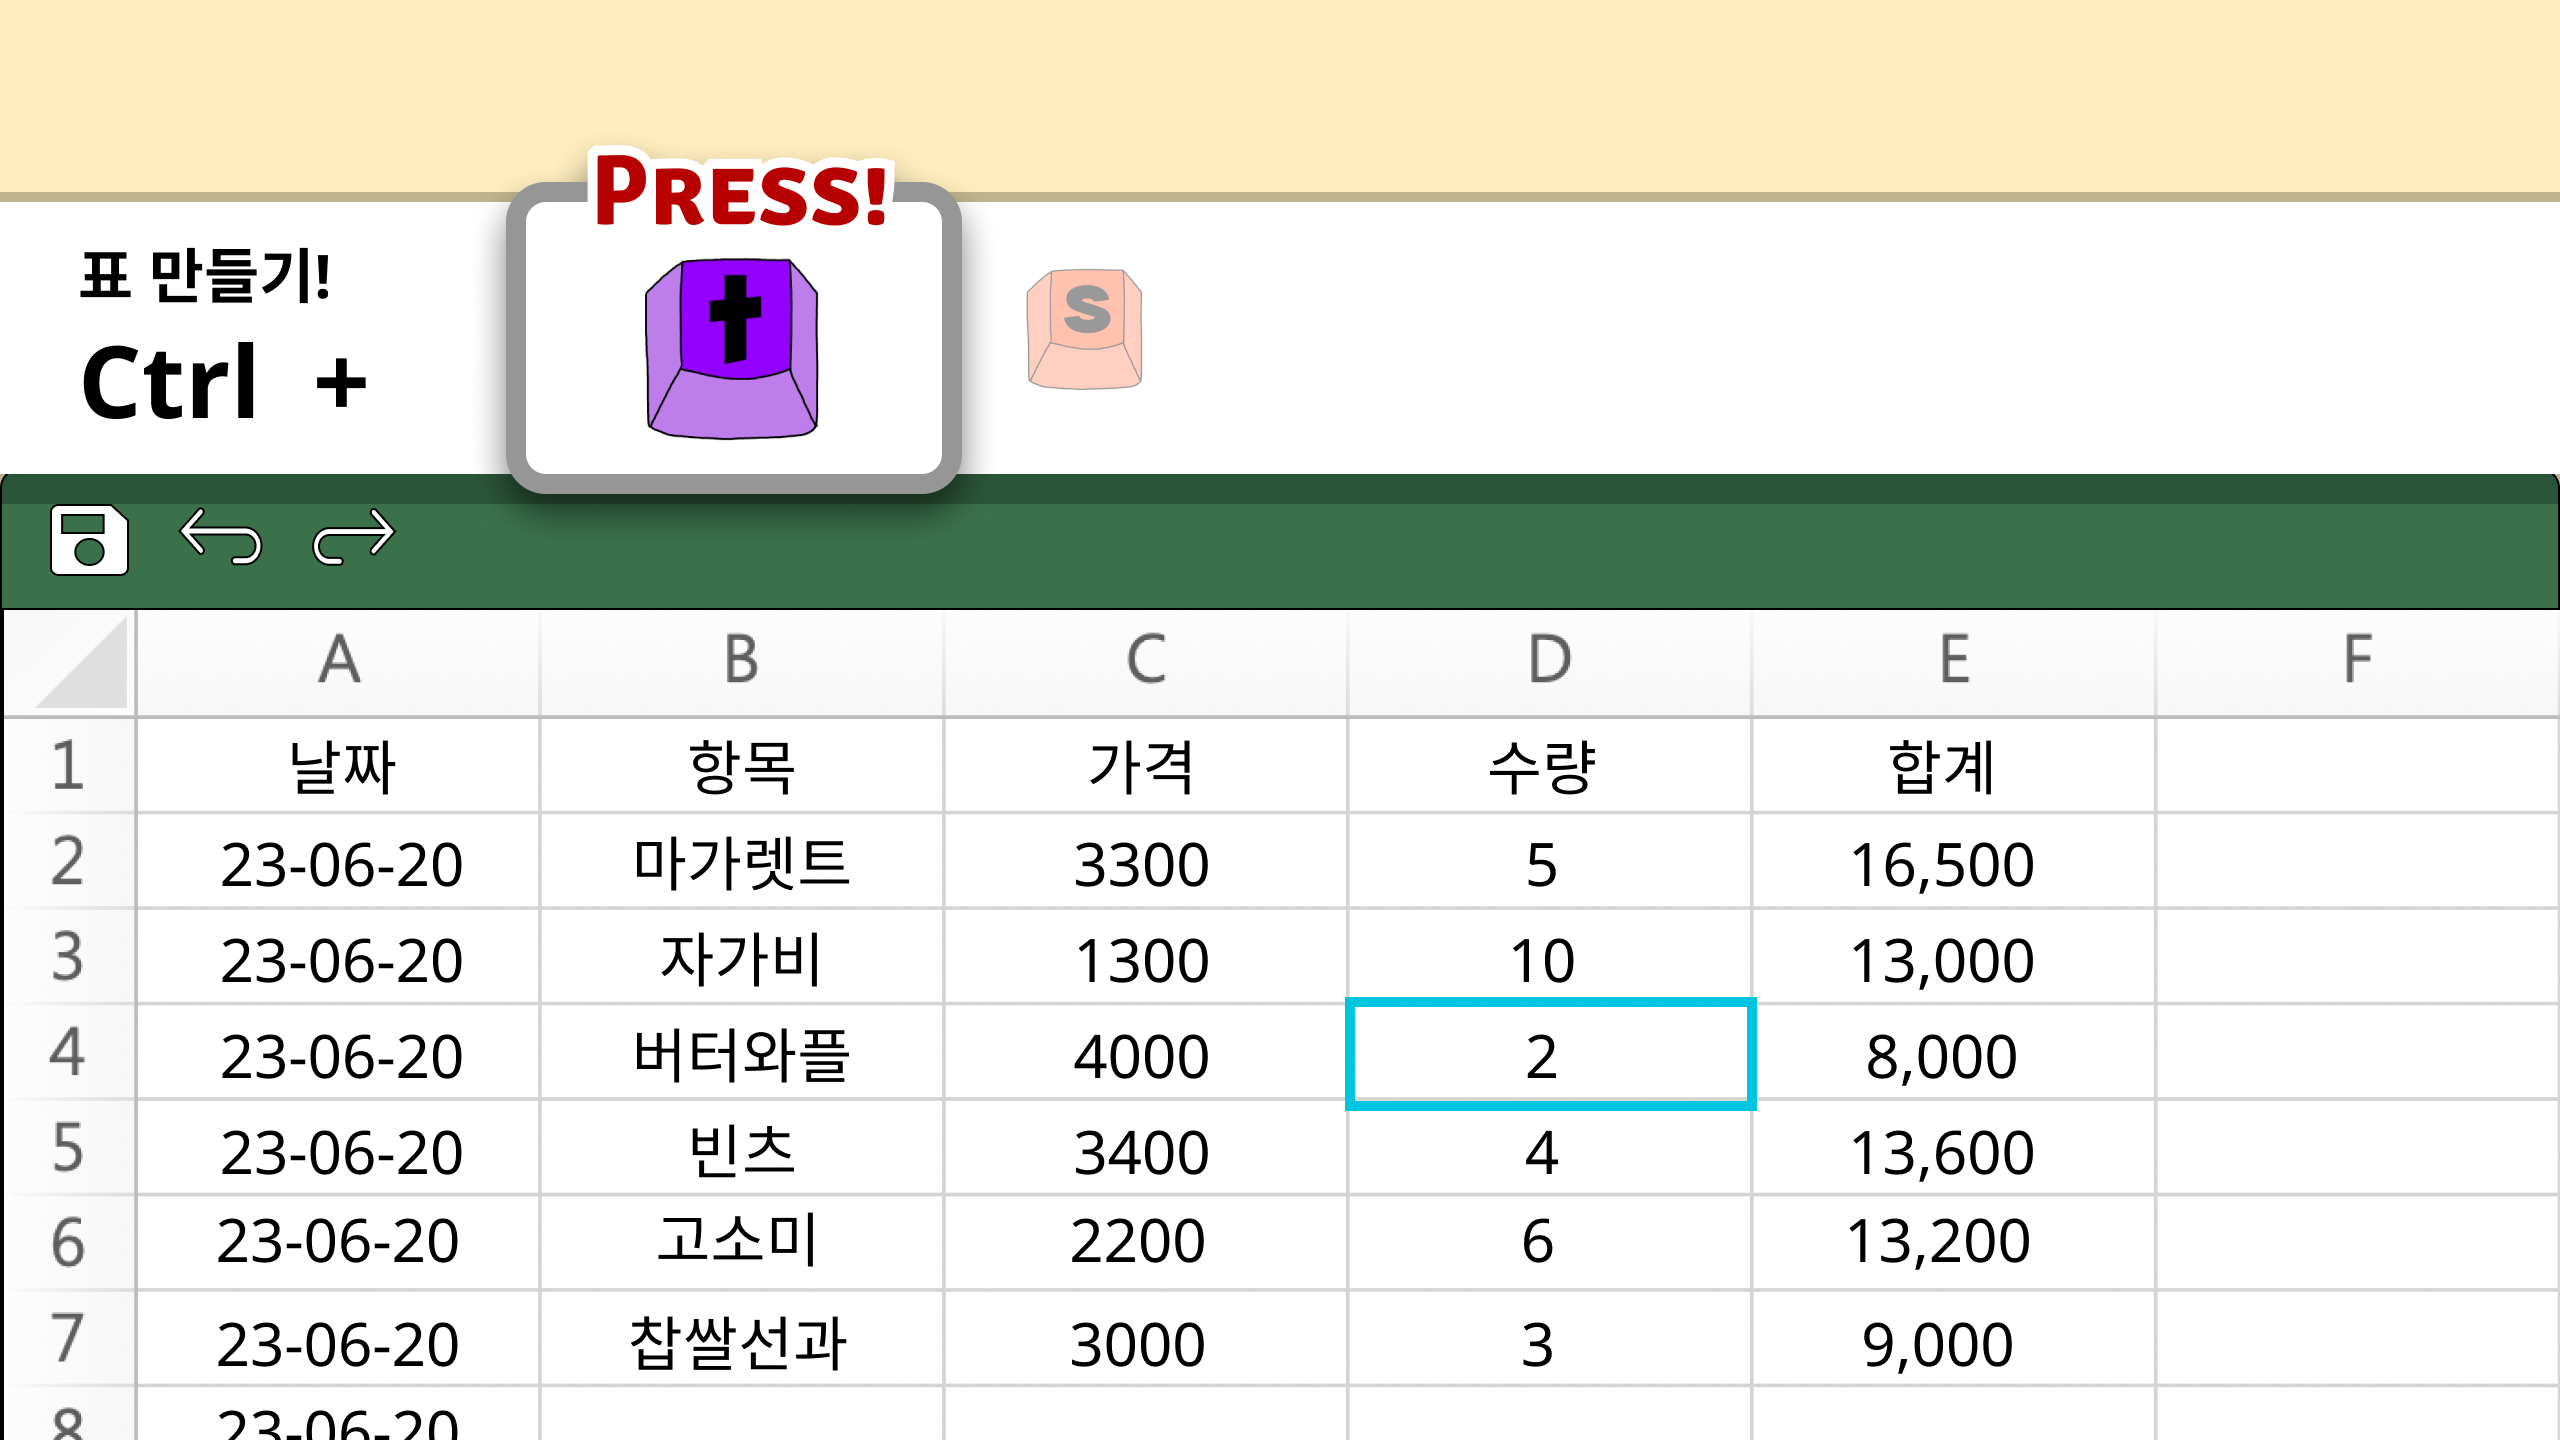 PRESS!
표 만들기!
Ctrl +
t
s
A B C D E F
1 날짜 항목 가격 수량 합계
2 23-06-20 마가렛트 3300 5 16,500
3 23-06-20 자가비 1300 10 13,000
4 23-06-20 버터와플 4000 2 8,000
5 23-06-20 빈츠 3400 4 13,600
6 23-06-20 고소미 2200 6 13,200
7 23-06-20 찹쌀선과 3000 3 9,000
8 23-06-20